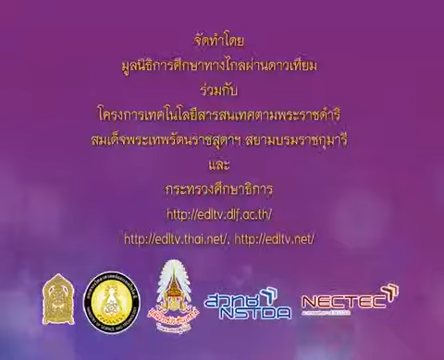 จัดทำโดย
มูลนิธิการศึกษาทางไกลผ่านดาวเทียม
ร่วมกับ
โครงการเทคโนโลยีสารสนเทศตามพระราชดำริ
สมเด็จพระเทพรัตนราชสุดาฯ สยามบรมราชกุมารี
และ
กระทรวงศึกษาธิการ
http://edltv.dlf.ac.th/
http://edltv.thai.net/, http://edltv.net/
สวทช
NSTDA
NECTEC